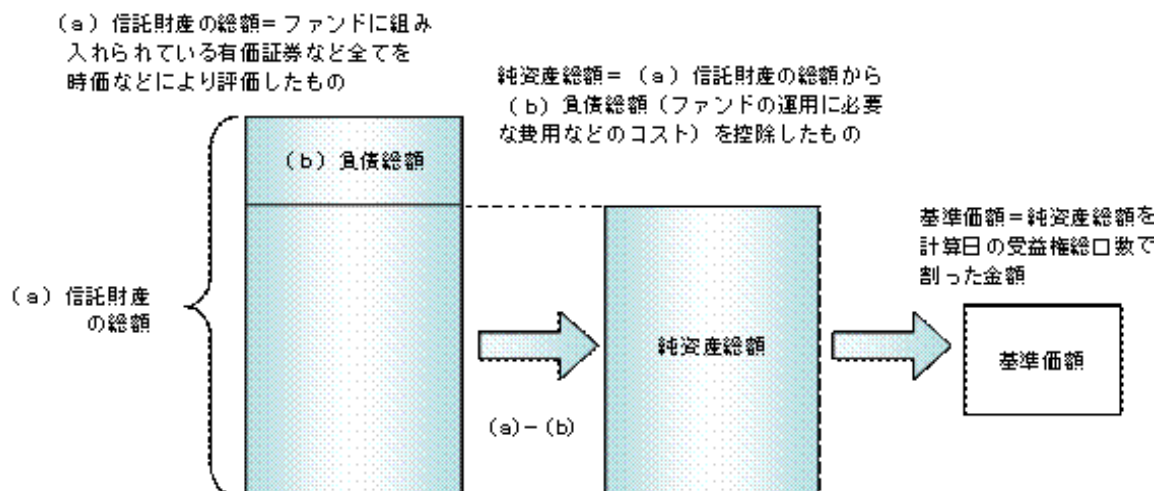 (a) 信託財産の総額=ファンドに組み
入れられている有価証券など全てを
時価などにより評価したもの
純資産総額=(a) 信託財産の総額から
(b) 負債総額(ファンドの運用に必要
な費用などのコスト)を控除したもの
(b) 負債総額
基準価額=純資産総額を
計算日の受益権総口数で
割った金額
(a) 信託財産
の総額
純資産総額
基準価額
(a)-(b)